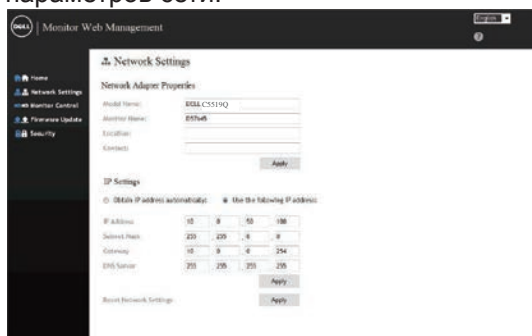 параметров сети.
DELL | Monitor Web Management
English
Home
Network Settings
Monitor Control
Firmware Update
Security
Network Settings
Network Adapter Properties
Model Name: DELL C5519Q
Monitor Name:
Location:
Contact:
Apply
IP Settings
Obtain IP address automatically: Use the following IP address:
IP Address: 10 0 50 100
Subnet Mask 255 . 255 . 0 0
Gateway 10 0 0 254
DNS Server 255 255 255 255
Apply
Reset Network Settings Apply